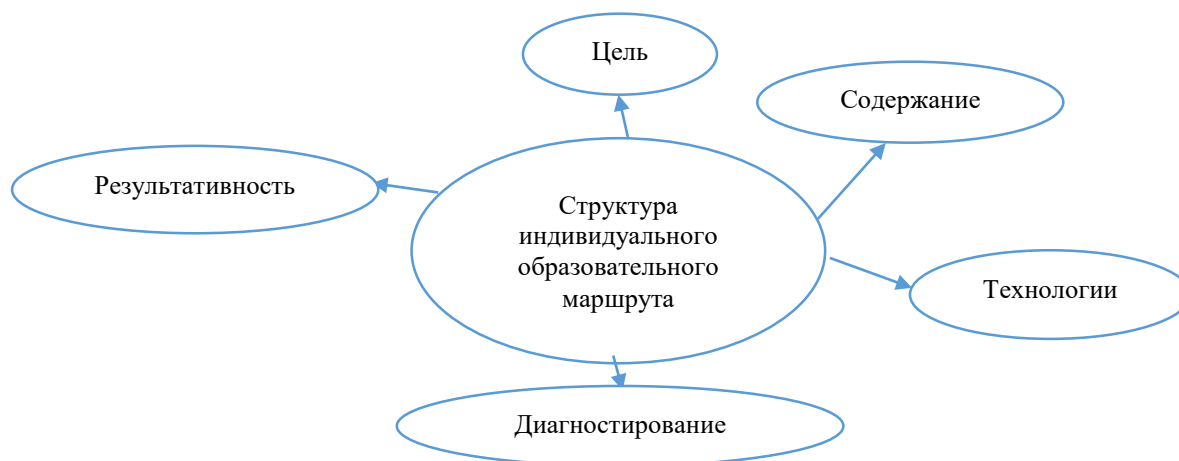 Цель
Содержание
Результативность
Структура
индивидуального
образовательного
маршрута
Технологии
Диагностирование